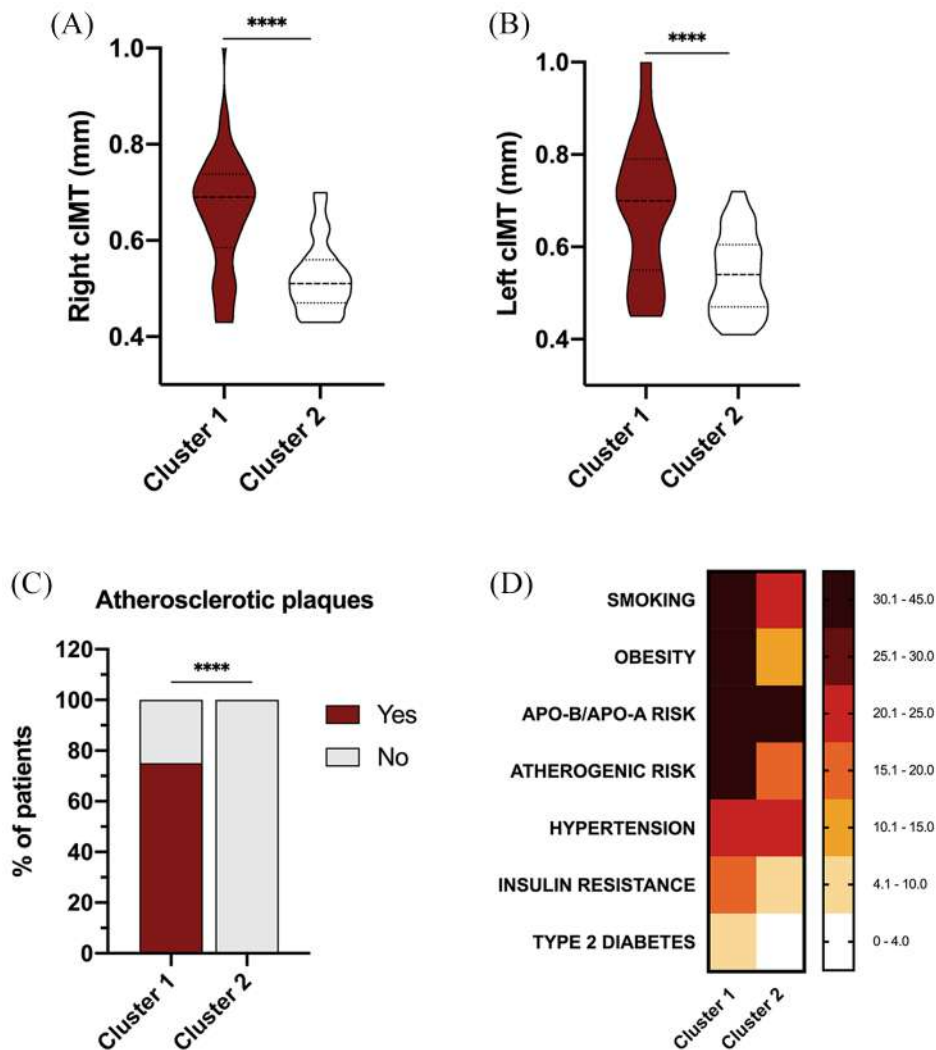 (A)
****
1.0
0.8
0.6
0.4
Right cIMT (mm)
Cluster 1
Cluster 2
(B)
****
1.0
0.8
0.6
0.4
Left cIMT (mm)
Cluster 1
Cluster 2
(C)
Atherosclerotic plaques
****
120
100
80
60
40
20
0
% of patients
Yes
No
Cluster 1
Cluster 2
(D)
SMOKING
OBESITY
APO-B/APO-A RISK
ATHEROGENIC RISK
HYPERTENSION
INSULIN RESISTANCE
TYPE 2 DIABETES
30.1 - 45.0
25.1 - 30.0
20.1 - 25.0
15.1 - 20.0
10.1 - 15.0
4.1 - 10.0
0 - 4.0
Cluster 1
Cluster 2